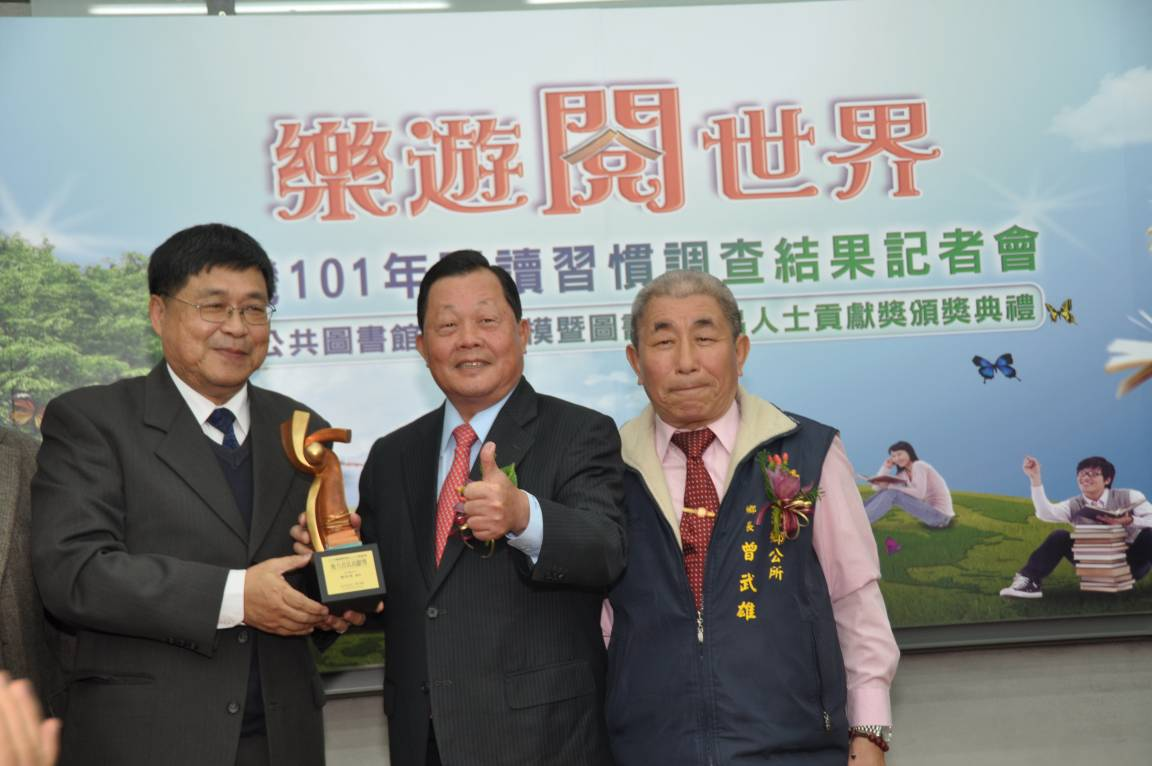 樂遊閱世界
101年 讀習慣調查結果記者會
公共圖書館 模暨圖 人士貢獻獎頒獎典禮
鄉公所
鄉長 曾武雄